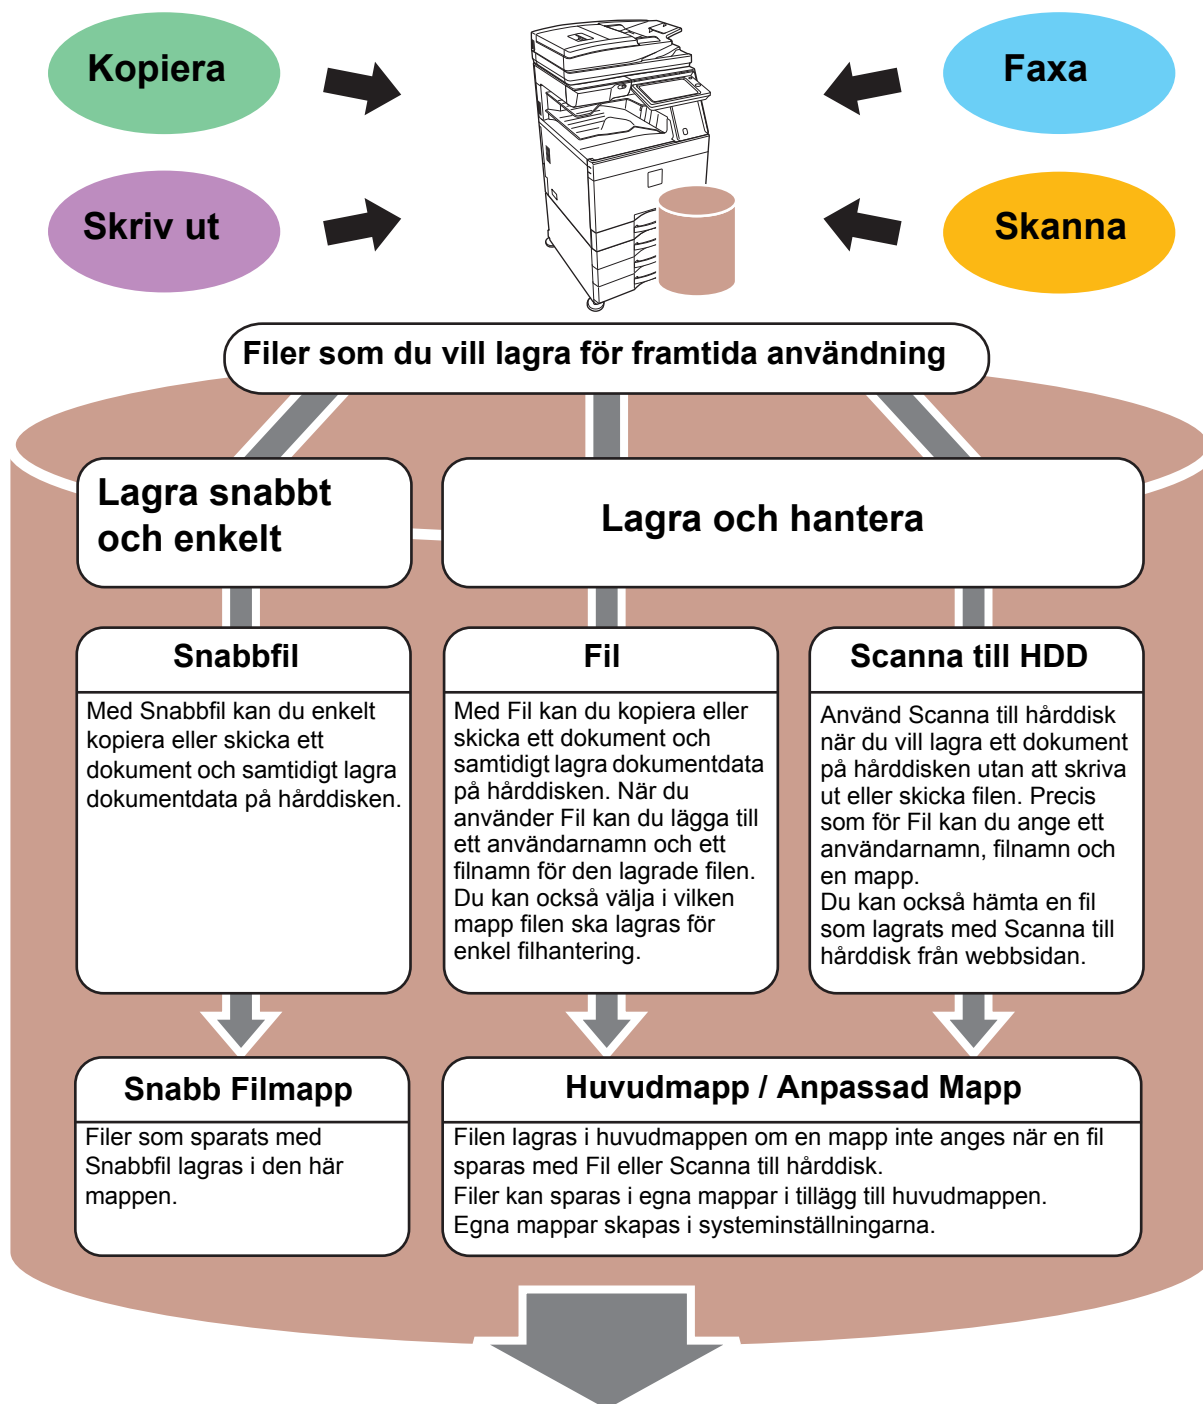 Kopiera
Faxa
Skriv ut
Skanna
Filer som du vill lagra för framtida användning
Lagra snabbt
och enkelt
Lagra och hantera
Snabbfil
Med Snabbfil kan du enkelt
kopiera eller skicka ett
dokument och samtidigt lagra
dokumentdata på hårddisken.
Fil
Med Fil kan du kopiera eller
skicka ett dokument och
samtidigt lagra dokumentdata
på hårddisken. När du
använder Fil kan du lägga till
ett användarnamn och ett
filnamn för den lagrade filen.
Du kan också välja i vilken
mapp filen ska lagras för
enkel filhantering.
Scanna till HDD
Använd Scanna till hårddisk
när du vill lagra ett dokument
på hårddisken utan att skriva
ut eller skicka filen. Precis
som för Fil kan du ange ett
användarnamn, filnamn och
en mapp.
Du kan också hämta en fil
som lagrats med Scanna till
hårddisk från webbsidan.
Snabb Filmapp
Filer som sparats med
Snabbfil lagras i den här
mappen.
Huvudmapp / Anpassad Mapp
Filen lagras i huvudmappen om en mapp inte anges när en fil
sparas med Fil eller Scanna till hårddisk.
Filer kan sparas i egna mappar i tillägg till huvudmappen.
Egna mappar skapas i systeminställningarna.